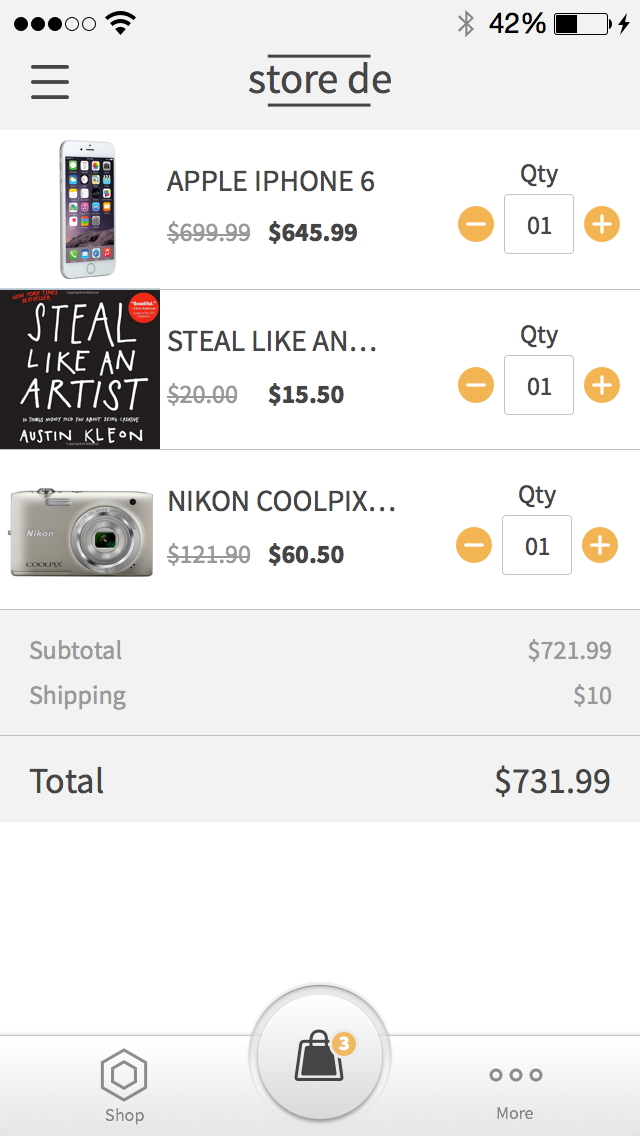 42%
store de
APPLE IPHONE 6
$699.99 $645.99
Qty
01
NEW YORK TIMES
BESTSELLER
"Beautiful."
STEAL
LIKE AN
ARTIST
10 THINGS NOBODY TOLD YOU ABOUT BEING CREATIVE
AUSTIN KLEON
STEAL LIKE AN…
$20.00 $15.50
Qty
01
Nikon
COOLPIX
NIKON COOLPIX…
$121.90 $60.50
Qty
01
Subtotal $721.99
Shipping $10
Total $731.99
3
Shop
More